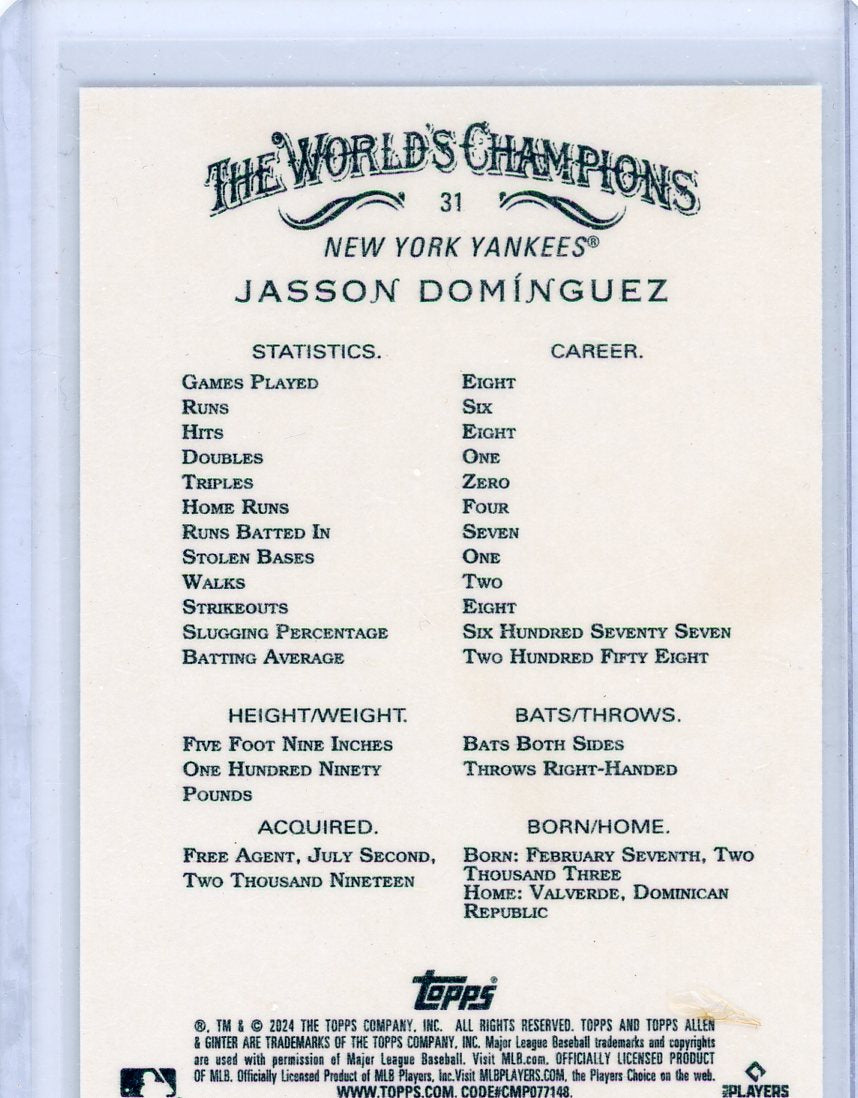 THE WORLD'S CHAMPIONS
31
NEW YORK YANKEES®
JASSON DOMÍNGUEZ
STATISTICS. CAREER.
GAMES PLAYED EIGHT
RUNS SIX
HITS EIGHT
DOUBLES ONE
TRIPLES ZERO
HOME RUNS FOUR
RUNS BATTED IN SEVEN
STOLEN BASES ONE
WALKS TWO
STRIKEOUTS EIGHT
SLUGGING PERCENTAGE SIX HUNDRED SEVENTY SEVEN
BATTING AVERAGE TWO HUNDRED FIFTY EIGHT
HEIGHT/WEIGHT. BATS/THROWS.
FIVE FOOT NINE INCHES BATS BOTH SIDES
ONE HUNDRED NINETY THROWS RIGHT-HANDED
POUNDS
ACQUIRED. BORN/HOME.
FREE AGENT, JULY SECOND,
TWO THOUSAND NINETEEN
BORN: FEBRUARY SEVENTH, TWO
THOUSAND THREE
HOME: VALVERDE, DOMINICAN
REPUBLIC
Topps®
®, TM & © 2024 THE TOPPS COMPANY, INC. ALL RIGHTS RESERVED. TOPPS AND TOPPS ALLEN
& GINTER ARE TRADEMARKS OF THE TOPPS COMPANY, INC. Major League Baseball trademarks and copyrights
are used with permission of Major League Baseball. Visit MLB.com. OFFICIALLY LICENSED PRODUCT
OF MLB. Officially Licensed Product of MLB Players, Inc.Visit MLBPLAYERS.COM, the Players Choice on the web.
WWW.TOPPS.COM. CODE#CMP077148.
PLAYERS